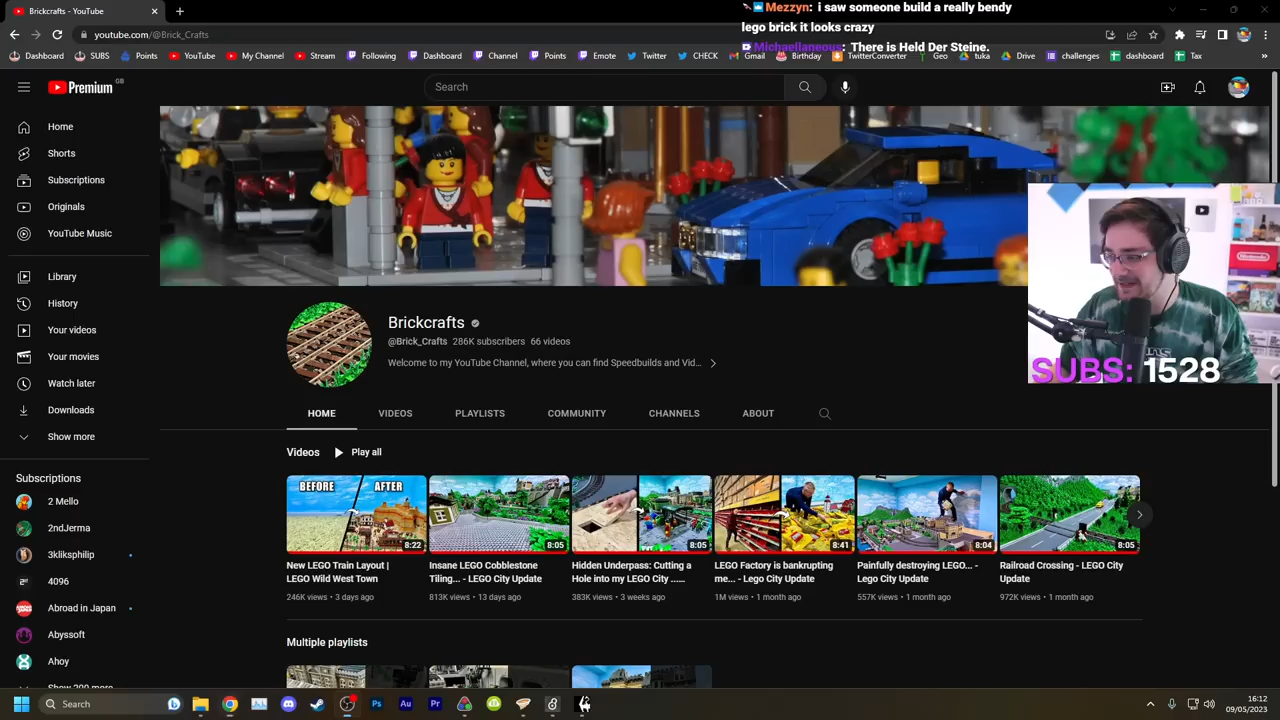 Brickcrafts - YouTube
Mezzyn: i saw someone build a really bendy
lego brick it looks crazy
Michaellaneous: There is Held Der Steine.
youtube.com/@Brick_Crafts
Dashboard SUBS Points YouTube My Channel Stream Following Dashboard Channel Points Emote Twitter CHECK Gmail Birthday TwitterConverter Geo tuka Drive challenges dashboard Tax
Premium GB
Search
Home
Shorts
Subscriptions
Originals
YouTube Music
Library
History
Your videos
Your movies
Watch later
Downloads
Show more
Subscriptions
2 Mello
2ndJerma
3kliksphilip
4096
Abroad in Japan
Abyssoft
Ahoy
Nintendo
SUBS: 1528
Brickcrafts
@Brick_Crafts 286K subscribers 66 videos
Welcome to my YouTube Channel, where you can find Speedbuilds and Vid...
HOME VIDEOS PLAYLISTS COMMUNITY CHANNELS ABOUT
Videos Play all
BEFORE AFTER
8:22 8:05 8:05 8:41 8:04 8:05
New LEGO Train Layout |
LEGO Wild West Town
246K views • 3 days ago
Insane LEGO Cobblestone
Tiling... - LEGO City Update
813K views • 13 days ago
Hidden Underpass: Cutting a
Hole into my LEGO City ......
383K views • 3 weeks ago
LEGO Factory is bankrupting
me... - Lego City Update
1M views • 1 month ago
Painfully destroying LEGO... -
Lego City Update
557K views • 1 month ago
Railroad Crossing - LEGO City
Update
972K views • 1 month ago
Multiple playlists
Search
16:12
09/05/2023